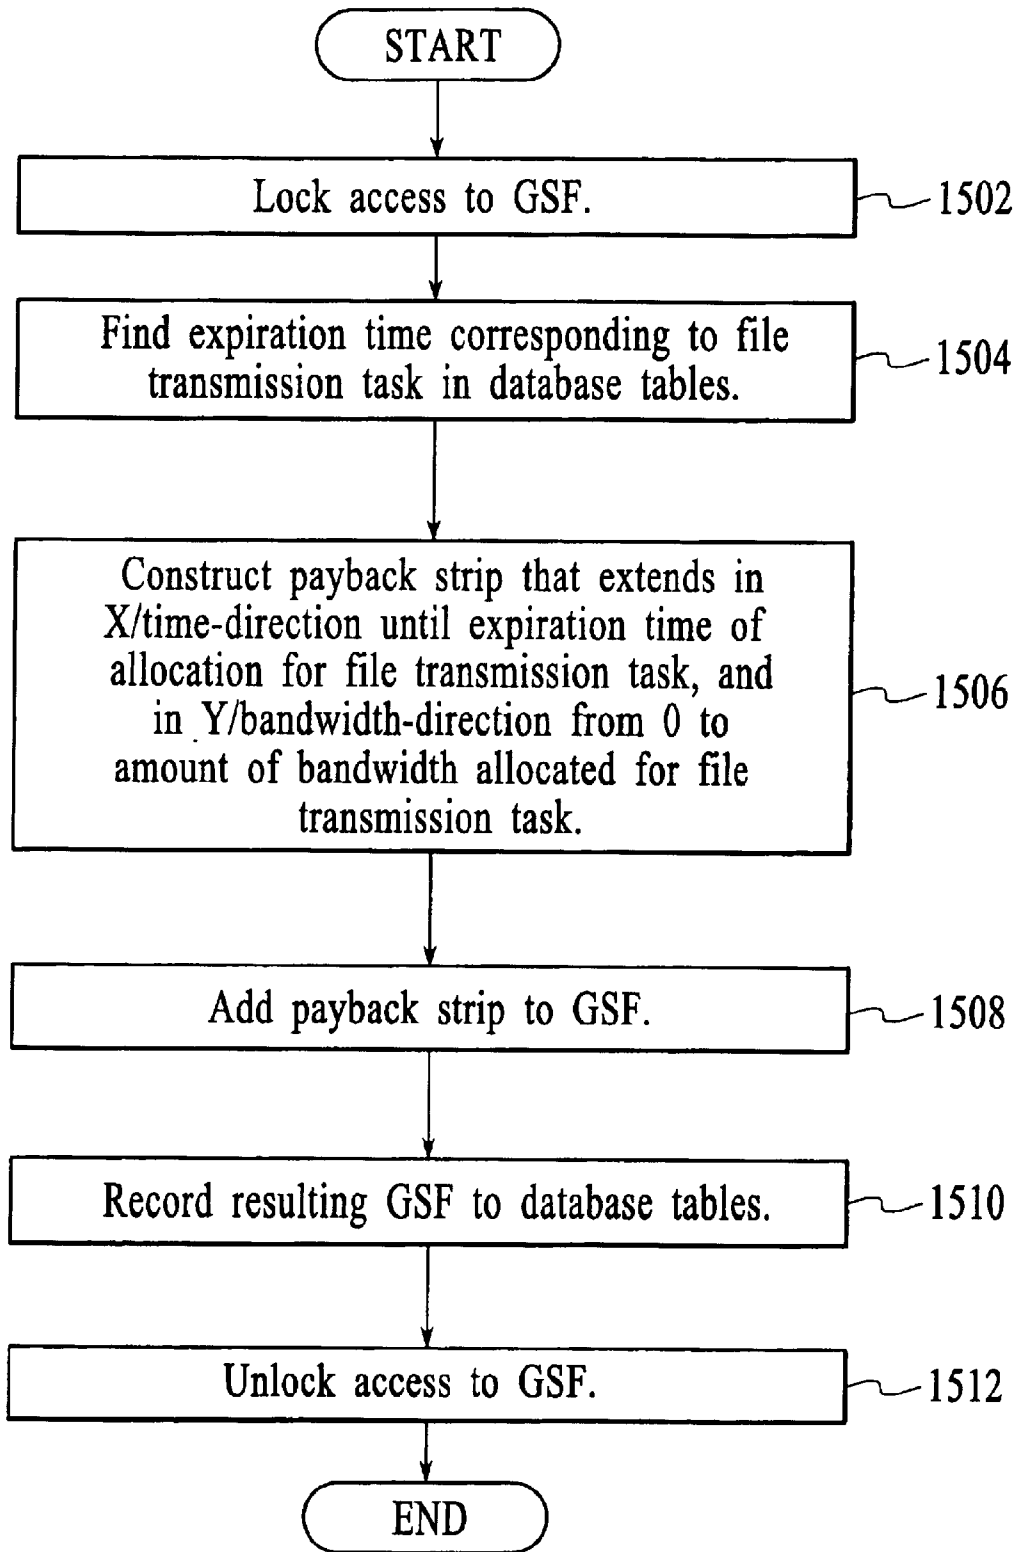 START
Lock access to GSF.
1502
Find expiration time corresponding to file
transmission task in database tables.
1504
Construct payback strip that extends in
X/time-direction until expiration time of
allocation for file transmission task, and
in Y/bandwidth-direction from 0 to
amount of bandwidth allocated for file
transmission task.
1506
Add payback strip to GSF.
1508
Record resulting GSF to database tables.
1510
Unlock access to GSF.
1512
END